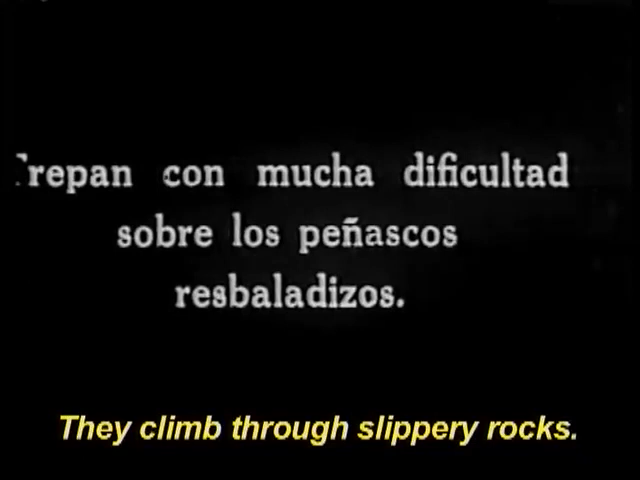 Trepan con mucha dificultad
sobre los peñascos
resbaladizos.
They climb through slippery rocks.